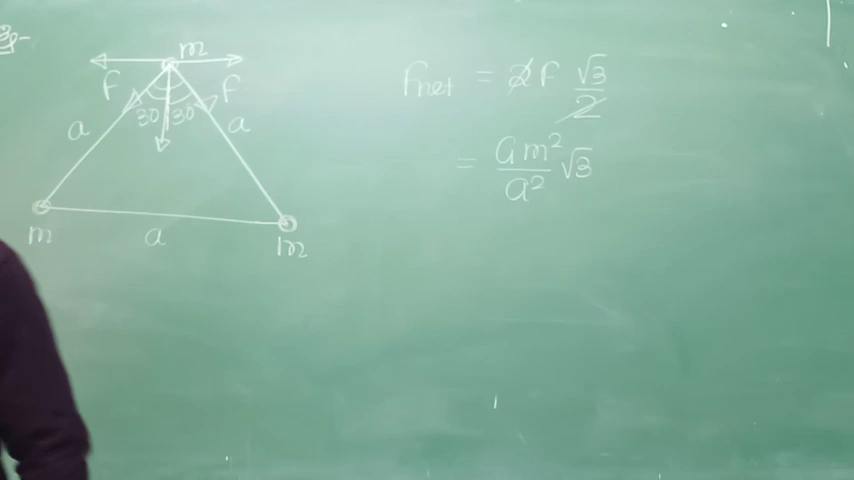 m
F F
30 30
a a
m a m
Fnet = 2F √3/2
= Gm²/a² √3